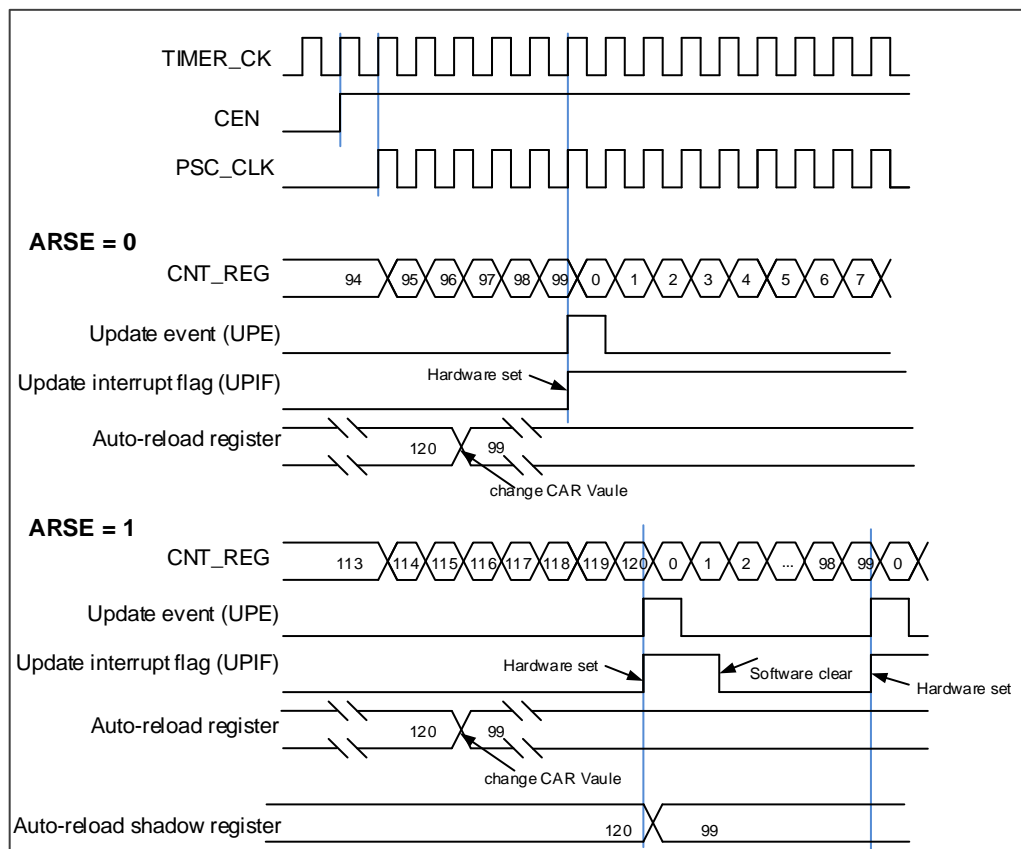 TIMER_CK
CEN
PSC_CLK
ARSE = 0
CNT_REG 94 95 96 97 98 99 0 1 2 3 4 5 6 7
Update event (UPE)
Update interrupt flag (UPIF) Hardware set
Auto-reload register 120 99
change CAR Vaule
ARSE = 1
CNT_REG 113 114 115 116 117 118 119 120 0 1 2 ... 98 99 0
Update event (UPE)
Update interrupt flag (UPIF) Hardware set Software clear Hardware set
Auto-reload register 120 99
change CAR Vaule
Auto-reload shadow register 120 99